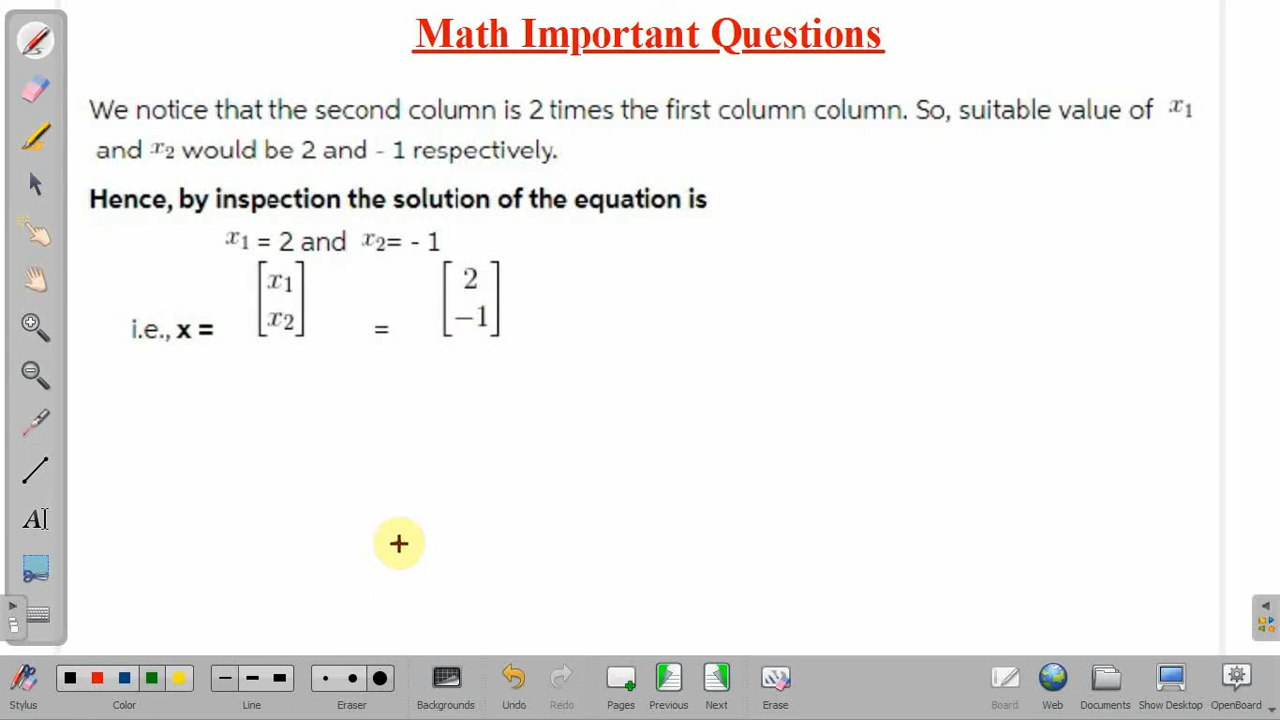 Math Important Questions
We notice that the second column is 2 times the first column column. So, suitable value of x1
and x2 would be 2 and - 1 respectively.
Hence, by inspection the solution of the equation is
x1 = 2 and x2= - 1
i.e., x = [x1 x2] = [2 −1]
AI
Stylus Color Line Eraser Backgrounds Undo Redo Pages Previous Next Erase Board Web Documents Show Desktop OpenBoard